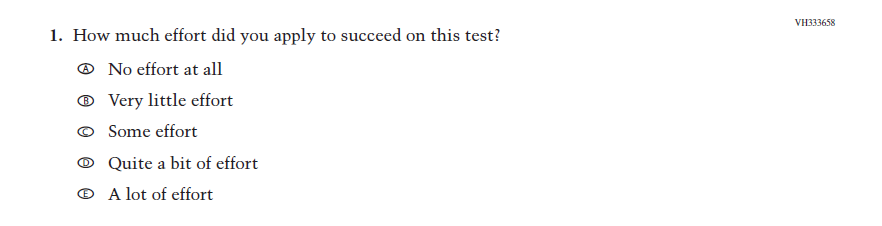 VH333658
1. How much effort did you apply to succeed on this test?
A No effort at all
B Very little effort
C Some effort
D Quite a bit of effort
E A lot of effort